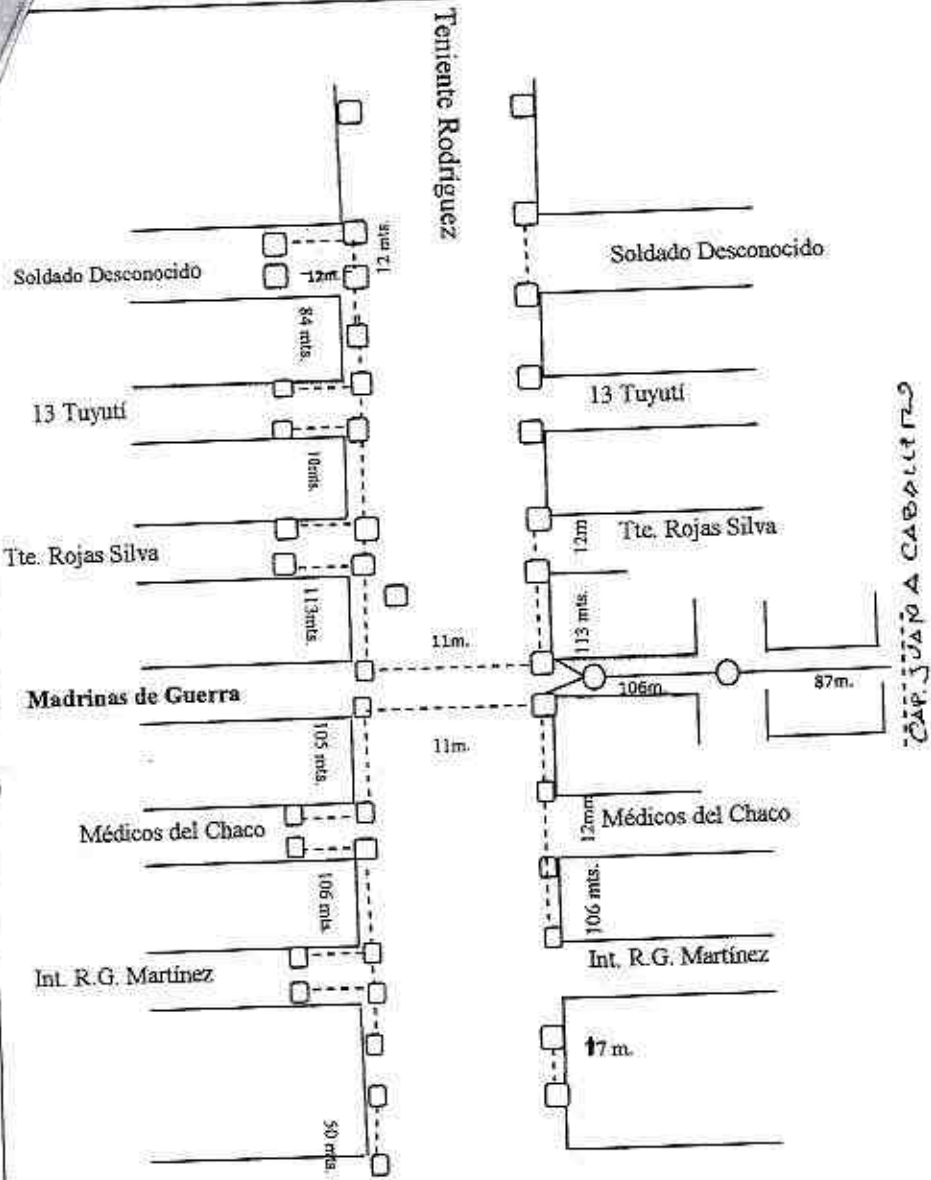 Teniente Rodríguez
12 mts.
Soldado Desconocido
12m.
Soldado Desconocido
84 mts.
13 Tuyutí
13 Tuyutí
10mts.
Tte. Rojas Silva
12m
Tte. Rojas Silva
113mts.
113 mts.
11m.
Madrinas de Guerra
106m.
87m.
CAP. JUAN A CABALLERO
11m.
105 mts.
Médicos del Chaco
12mm
Médicos del Chaco
106 mts.
106 mts.
Int. R.G. Martínez
Int. R.G. Martínez
17 m.
50 mts.